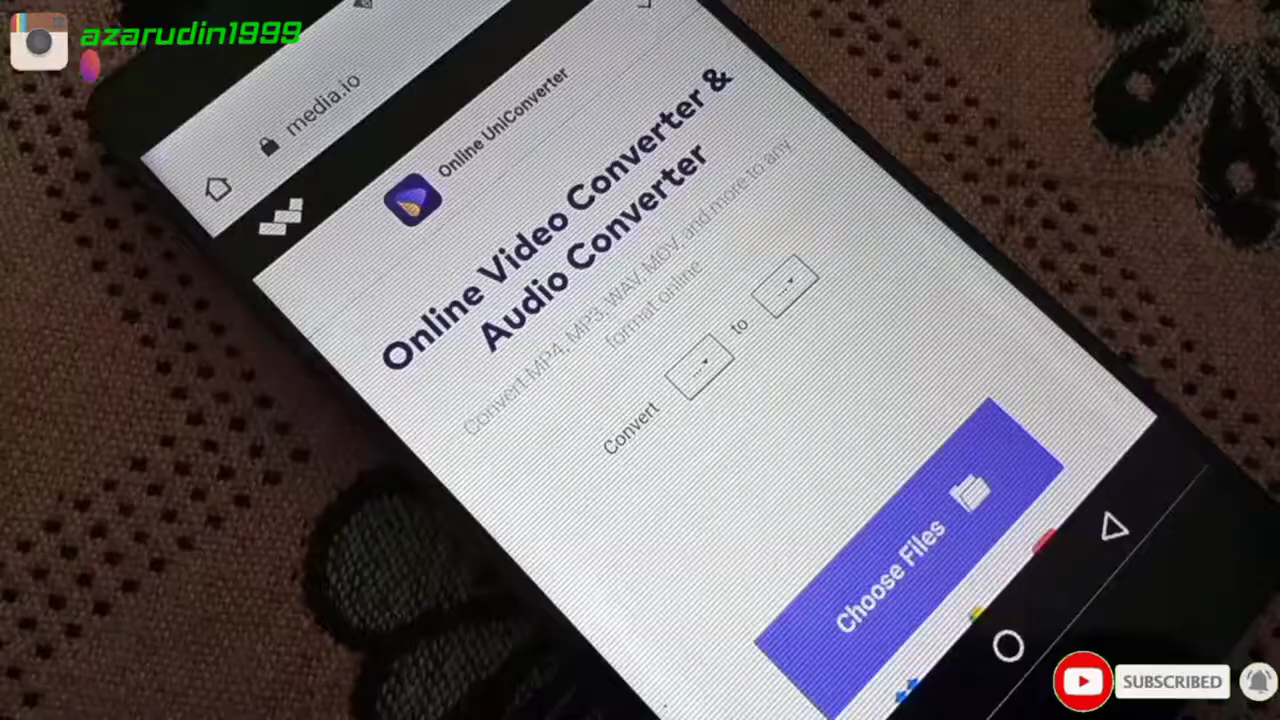 azarudin1999
media.io
Online UniConverter
Online Video Converter &
Audio Converter
Convert MP4, MP3, WAV, MOV, and more to any
format online
Convert ... to ...
Choose Files
SUBSCRIBED